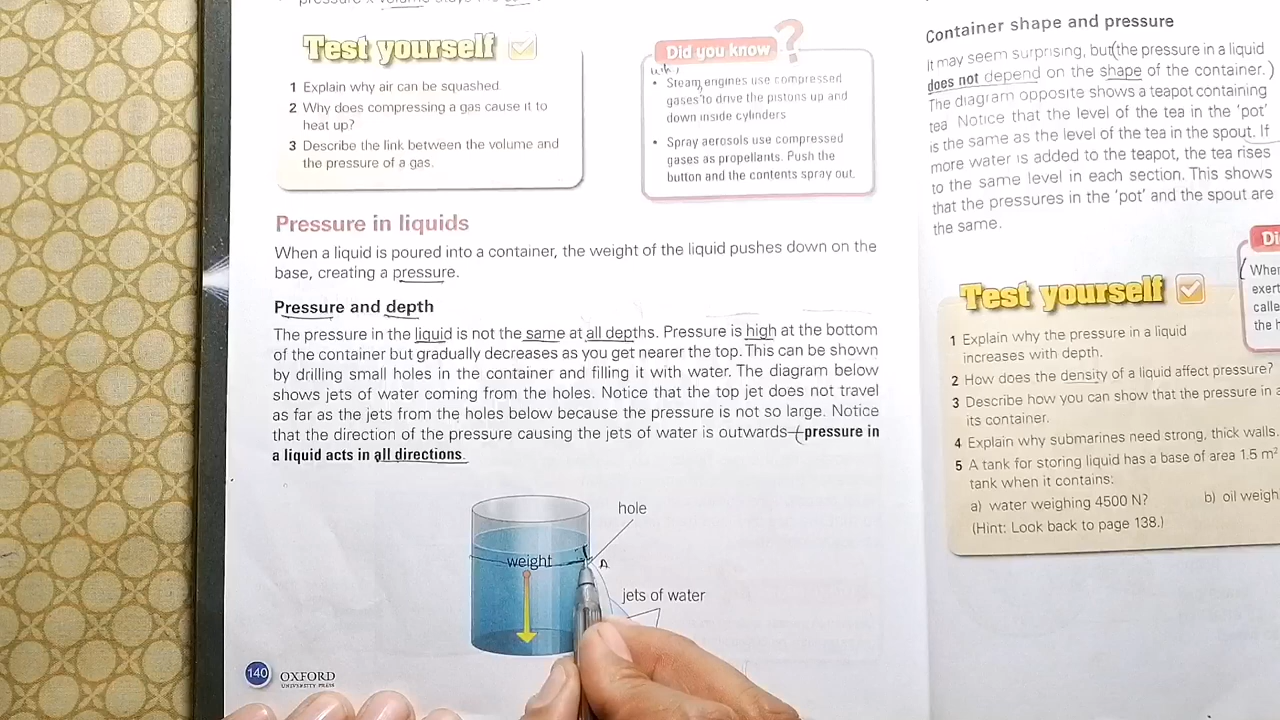 pressure x volume stays
Test yourself
1 Explain why air can be squashed.
2 Why does compressing a gas cause it to
heat up?
3 Describe the link between the volume and
the pressure of a gas.
Did you know ?
• Steam engines use compressed
gases to drive the pistons up and
down inside cylinders
• Spray aerosols use compressed
gases as propellants. Push the
button and the contents spray out.
Pressure in liquids
When a liquid is poured into a container, the weight of the liquid pushes down on the
base, creating a pressure.
Pressure and depth
The pressure in the liquid is not the same at all depths. Pressure is high at the bottom
of the container but gradually decreases as you get nearer the top. This can be shown
by drilling small holes in the container and filling it with water. The diagram below
shows jets of water coming from the holes. Notice that the top jet does not travel
as far as the jets from the holes below because the pressure is not so large. Notice
that the direction of the pressure causing the jets of water is outwards – pressure in
a liquid acts in all directions.
hole
weight
A
jets of water
140 OXFORD
UNIVERSITY PRESS
Container shape and pressure
It may seem surprising, but (the pressure in a liquid
does not depend on the shape of the container.)
The diagram opposite shows a teapot containing
tea Notice that the level of the tea in the 'pot'
is the same as the level of the tea in the spout. If
more water is added to the teapot, the tea rises
to the same level in each section. This shows
that the pressures in the 'pot' and the spout are
the same.
Test yourself
1 Explain why the pressure in a liquid
increases with depth.
2 How does the density of a liquid affect pressure?
3 Describe how you can show that the pressure in a
its container.
4 Explain why submarines need strong, thick walls.
5 A tank for storing liquid has a base of area 1.5 m²
tank when it contains:
a) water weighing 4500 N? b) oil weigh
(Hint: Look back to page 138.)
Di
When
exert
calle
the